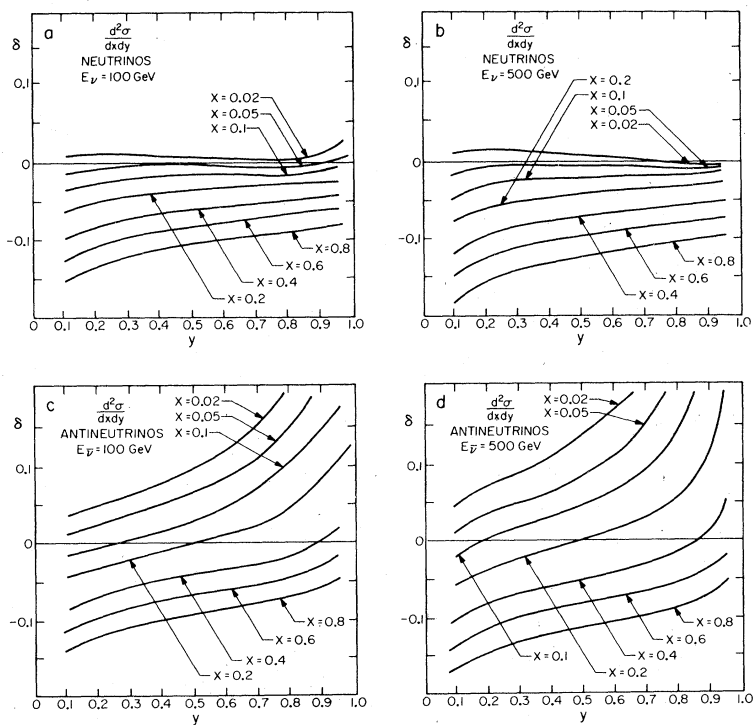 a
δ
d²σ
dxdy
NEUTRINOS
Eν = 100 GeV
0.1
0
-0.1
X = 0.02
X = 0.05
X = 0.1
X = 0.8
X = 0.6
X = 0.4
X = 0.2
0 0.1 0.2 0.3 0.4 0.5 0.6 0.7 0.8 0.9 1.0
y
b
δ
d²σ
dxdy
NEUTRINOS
Eν = 500 GeV
0.1
0
-0.1
X = 0.2
X = 0.1
X = 0.05
X = 0.02
X = 0.8
X = 0.6
X = 0.4
0 0.1 0.2 0.3 0.4 0.5 0.6 0.7 0.8 0.9 1.0
y
c
δ
d²σ
dxdy
ANTINEUTRINOS
Eν̄ = 100 GeV
0.1
0
-0.1
X = 0.02
X = 0.05
X = 0.1
X = 0.8
X = 0.6
X = 0.4
X = 0.2
0 0.1 0.2 0.3 0.4 0.5 0.6 0.7 0.8 0.9 1.0
y
d
δ
d²σ
dxdy
ANTINEUTRINOS
Eν̄ = 500 GeV
0.1
0
-0.1
X = 0.02
X = 0.05
X = 0.8
X = 0.6
X = 0.4
X = 0.2
X = 0.1
0 0.1 0.2 0.3 0.4 0.5 0.6 0.7 0.8 0.9 1.0
y